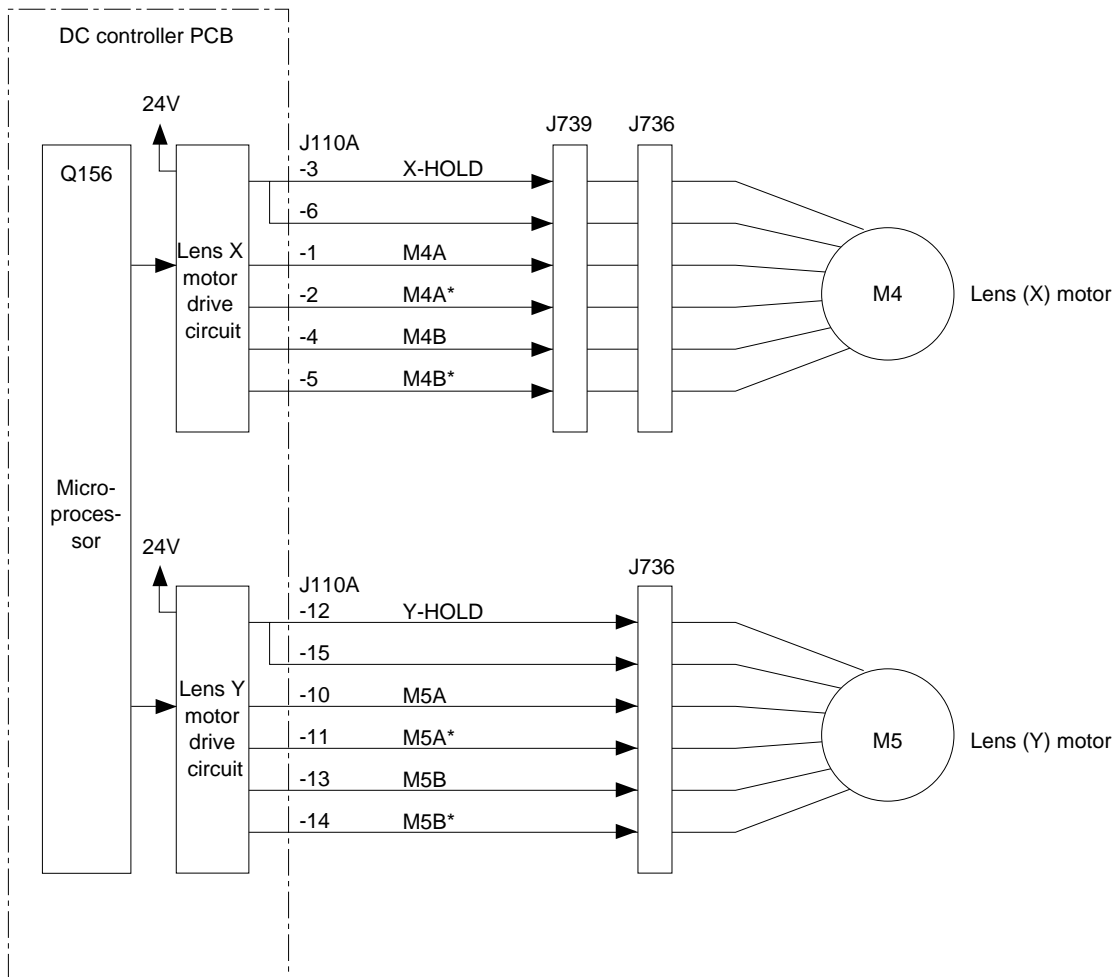 DC controller PCB
24V
J739
J736
J110A
Q156
-3
X-HOLD
-6
Lens X
motor
drive
circuit
-1
M4A
-2
M4A*
-4
M4B
-5
M4B*
M4
Lens (X) motor
Micro-
proces-
sor
24V
J736
J110A
-12
Y-HOLD
-15
Lens Y
motor
drive
circuit
-10
M5A
-11
M5A*
-13
M5B
-14
M5B*
M5
Lens (Y) motor